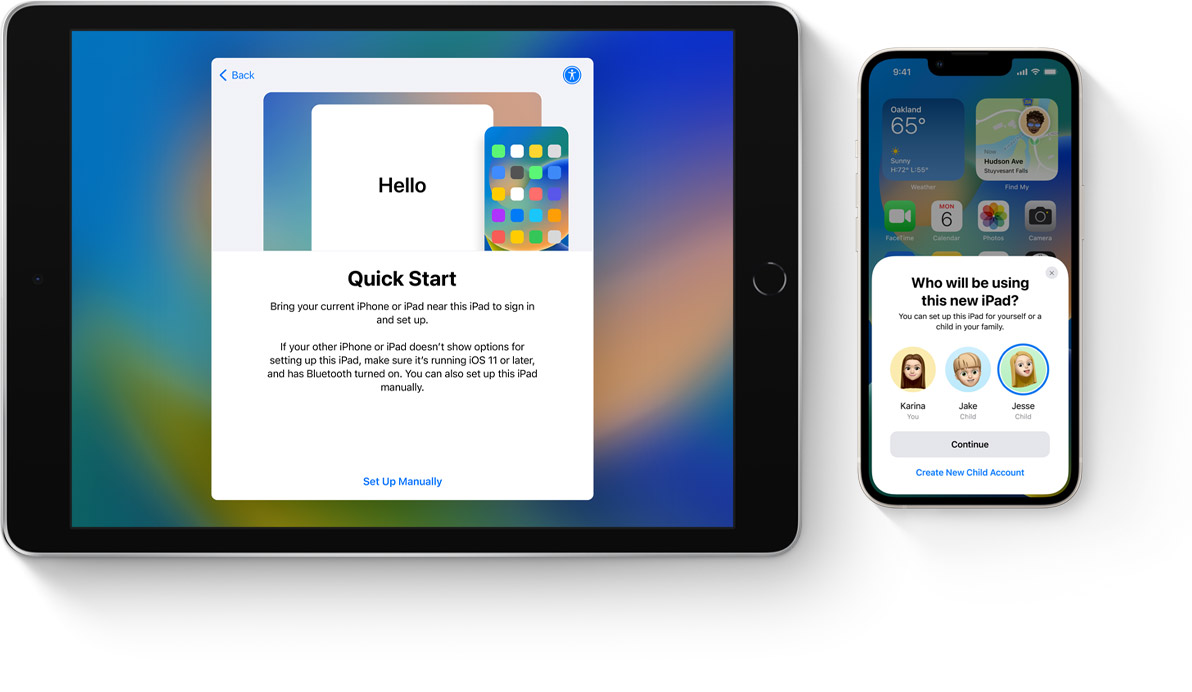 Back
Hello
Quick Start
Bring your current iPhone or iPad near this iPad to sign in
and set up.
If your other iPhone or iPad doesn't show options for
setting up this iPad, make sure it's running iOS 11 or later,
and has Bluetooth turned on. You can also set up this iPad
manually.
Set Up Manually
9:41
Oakland
65°
Sunny
H:72° L:55°
Weather
Now
Hudson Ave
Stuyvesant Falls
Find My
MON
6
FaceTime
Calendar
Photos
Camera
Who will be using
this new iPad?
You can set up this iPad for yourself or a
child in your family.
Karina
You
Jake
Child
Jesse
Child
Continue
Create New Child Account